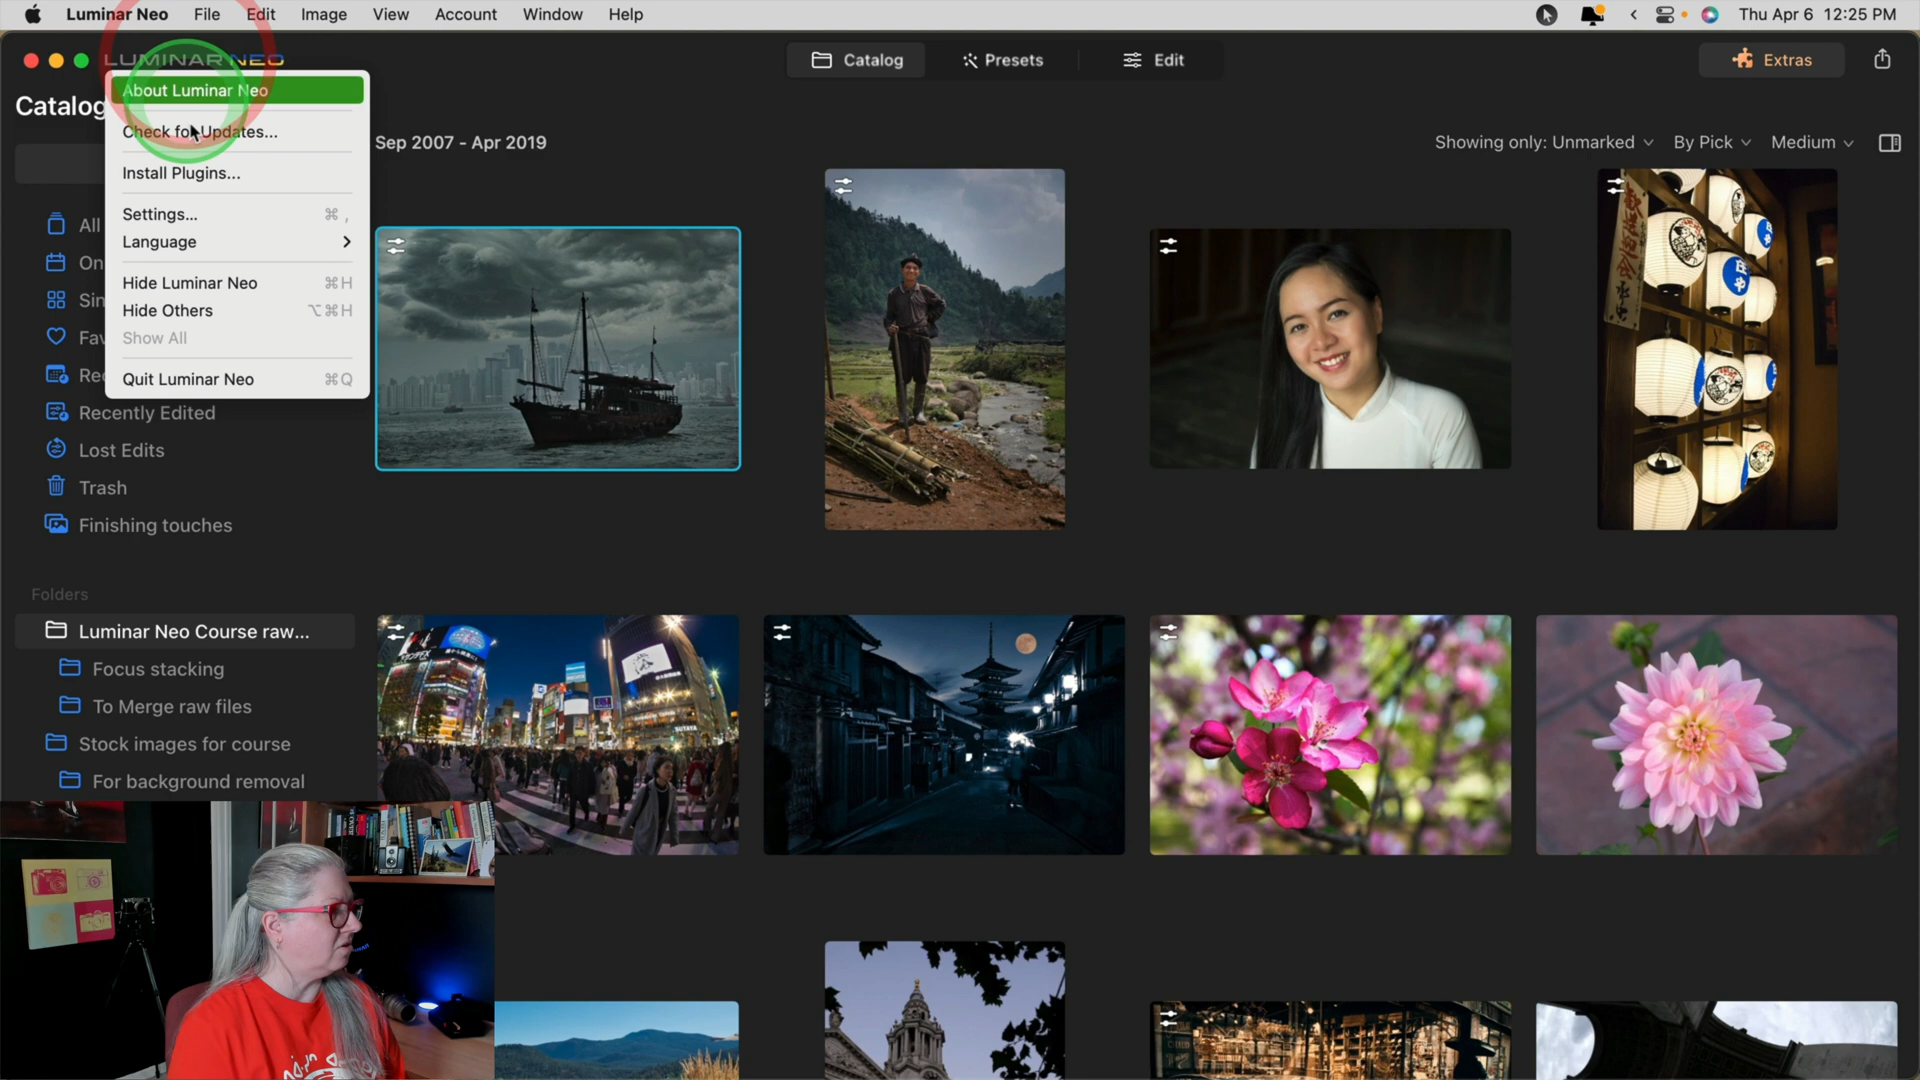 Luminar Neo File Edit Image View Account Window Help Thu Apr 6 12:25 PM
LUMINAR NEO Catalog Presets Edit Extras
Catalog
About Luminar Neo
Check for Updates...
Install Plugins...
Settings... ⌘ ,
Language
Hide Luminar Neo ⌘H
Hide Others ⌥⌘H
Show All
Quit Luminar Neo ⌘Q
Sep 2007 - Apr 2019 Showing only: Unmarked By Pick Medium
All
On
Sin
Fav
Rec
Recently Edited
Lost Edits
Trash
Finishing touches
Folders
Luminar Neo Course raw...
Focus stacking
To Merge raw files
Stock images for course
For background removal